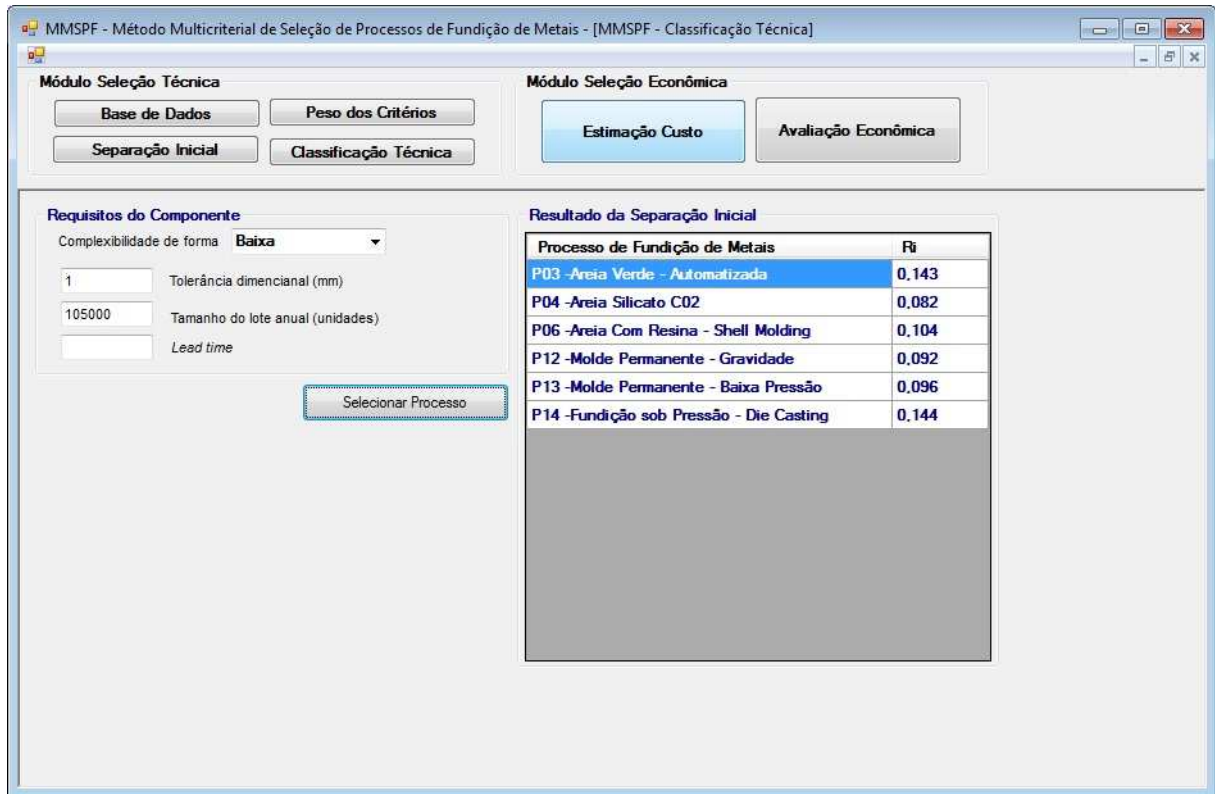 MMSPF - Método Multicriterial de Seleção de Processos de Fundição de Metais - [MMSPF - Classificação Técnica]
Módulo Seleção Técnica
Base de Dados
Peso dos Critérios
Separação Inicial
Classificação Técnica
Módulo Seleção Econômica
Estimação Custo
Avaliação Econômica
Requisitos do Componente
Complexibilidade de forma Baixa
1 Tolerância dimencianal (mm)
105000 Tamanho do lote anual (unidades)
Lead time
Selecionar Processo
Resultado da Separação Inicial
Processo de Fundição de Metais Ri
P03 -Areia Verde - Automatizada 0,143
P04 -Areia Silicato C02 0,082
P06 -Areia Com Resina - Shell Molding 0,104
P12 -Molde Permanente - Gravidade 0,092
P13 -Molde Permanente - Baixa Pressão 0,096
P14 -Fundição sob Pressão - Die Casting 0,144